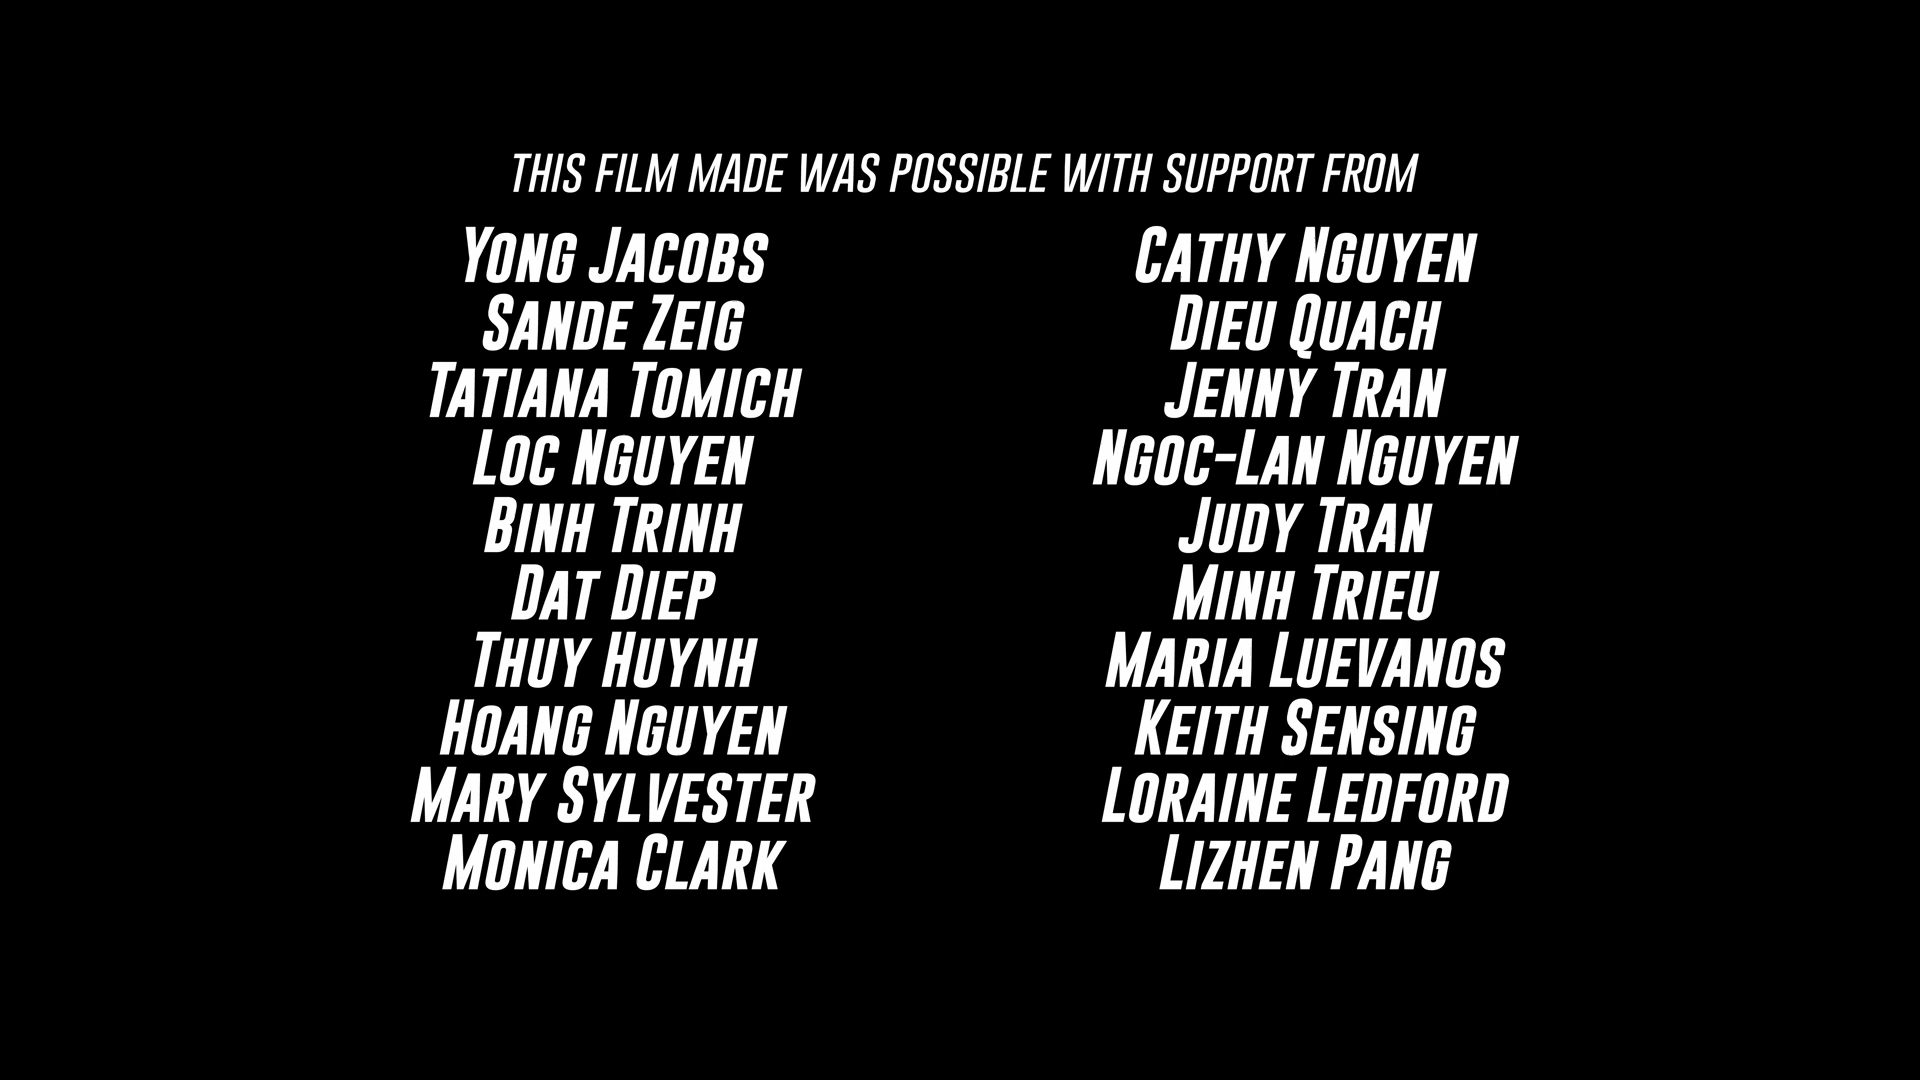 THIS FILM MADE WAS POSSIBLE WITH SUPPORT FROM
YONG JACOBS
SANDE ZEIG
TATIANA TOMICH
LOC NGUYEN
BINH TRINH
DAT DIEP
THUY HUYNH
HOANG NGUYEN
MARY SYLVESTER
MONICA CLARK
CATHY NGUYEN
DIEU QUACH
JENNY TRAN
NGOC-LAN NGUYEN
JUDY TRAN
MINH TRIEU
MARIA LUEVANOS
KEITH SENSING
LORAINE LEDFORD
LIZHEN PANG